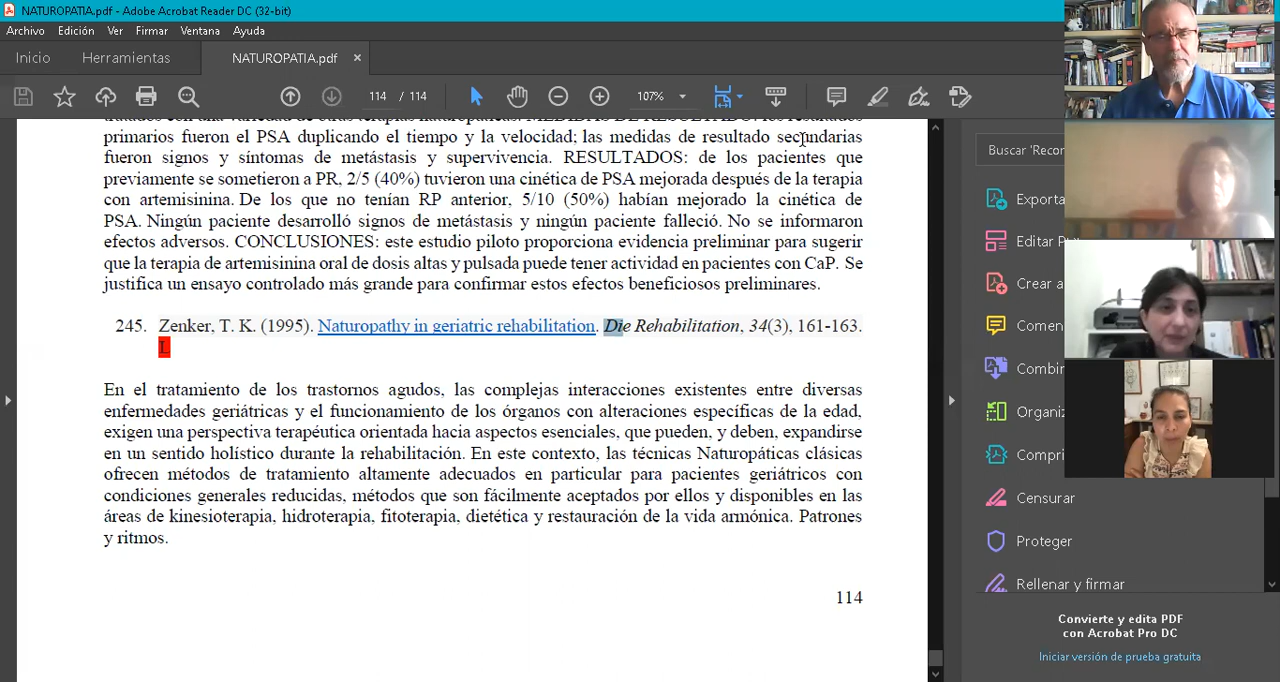 NATUROPATIA.pdf - Adobe Acrobat Reader DC (32-bit)
Archivo Edición Ver Firmar Ventana Ayuda
Inicio Herramientas NATUROPATIA.pdf ×
114 / 114 107%
tratados con una variedad de otras terapias naturopáticas. MEDIDAS DE RESULTADO: los resultados
primarios fueron el PSA duplicando el tiempo y la velocidad; las medidas de resultado secundarias
fueron signos y síntomas de metástasis y supervivencia. RESULTADOS: de los pacientes que
previamente se sometieron a PR, 2/5 (40%) tuvieron una cinética de PSA mejorada después de la terapia
con artemisinina. De los que no tenían RP anterior, 5/10 (50%) habían mejorado la cinética de
PSA. Ningún paciente desarrolló signos de metástasis y ningún paciente falleció. No se informaron
efectos adversos. CONCLUSIONES: este estudio piloto proporciona evidencia preliminar para sugerir
que la terapia de artemisinina oral de dosis altas y pulsada puede tener actividad en pacientes con CaP. Se
justifica un ensayo controlado más grande para confirmar estos efectos beneficiosos preliminares.
245. Zenker, T. K. (1995). Naturopathy in geriatric rehabilitation. Die Rehabilitation, 34(3), 161-163.
L
En el tratamiento de los trastornos agudos, las complejas interacciones existentes entre diversas
enfermedades geriátricas y el funcionamiento de los órganos con alteraciones específicas de la edad,
exigen una perspectiva terapéutica orientada hacia aspectos esenciales, que pueden, y deben, expandirse
en un sentido holístico durante la rehabilitación. En este contexto, las técnicas Naturopáticas clásicas
ofrecen métodos de tratamiento altamente adecuados en particular para pacientes geriátricos con
condiciones generales reducidas, métodos que son fácilmente aceptados por ellos y disponibles en las
áreas de kinesioterapia, hidroterapia, fitoterapia, dietética y restauración de la vida armónica. Patrones
y ritmos.
114
Buscar 'Recor
Exporta
Editar P
Crear a
Comen
Combin
Organiz
Compri
Censurar
Proteger
Rellenar y firmar
Convierte y edita PDF
con Acrobat Pro DC
Iniciar versión de prueba gratuita